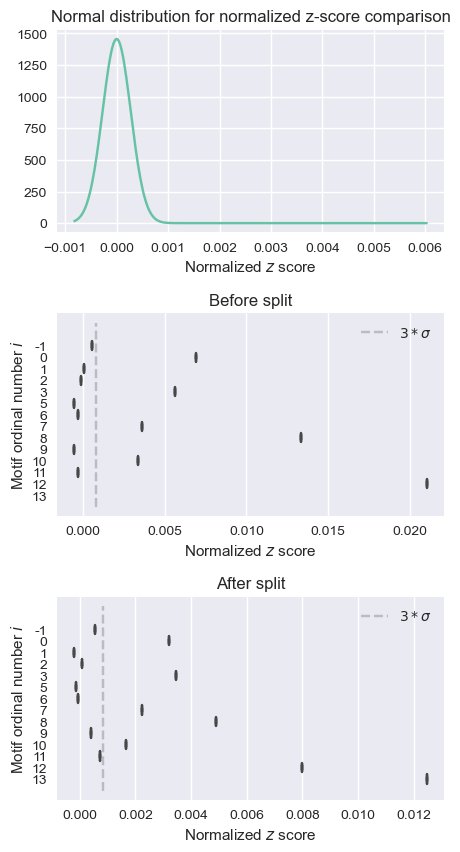 Normal distribution for normalized z-score comparison
1500
1250
1000
750
500
250
0
−0.001 0.000 0.001 0.002 0.003 0.004 0.005 0.006
Normalized z score
Before split
3 * σ
-1
0
1
2
3
5
6
7
8
9
10
11
12
13
Motif ordinal number i
0.000 0.005 0.010 0.015 0.020
Normalized z score
After split
3 * σ
-1
0
1
2
3
5
6
7
8
9
10
11
12
13
Motif ordinal number i
0.000 0.002 0.004 0.006 0.008 0.010 0.012
Normalized z score